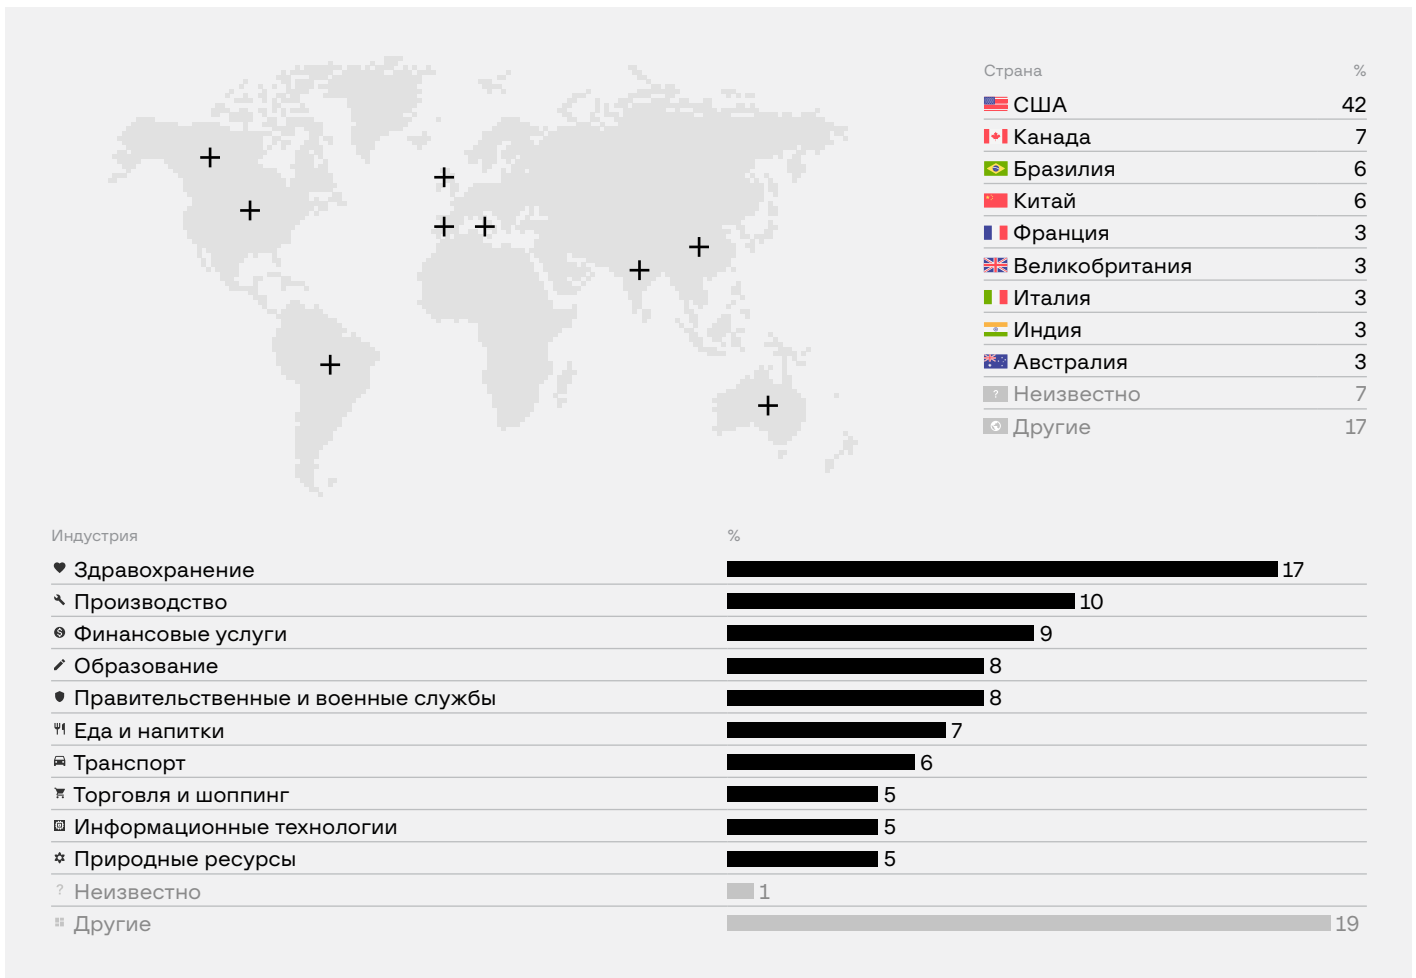 Страна %
США 42
Канада 7
Бразилия 6
Китай 6
Франция 3
Великобритания 3
Италия 3
Индия 3
Австралия 3
? Неизвестно 7
Другие 17
Индустрия %
Здравохранение 17
Производство 10
Финансовые услуги 9
Образование 8
Правительственные и военные службы 8
Еда и напитки 7
Транспорт 6
Торговля и шоппинг 5
Информационные технологии 5
Природные ресурсы 5
? Неизвестно 1
Другие 19